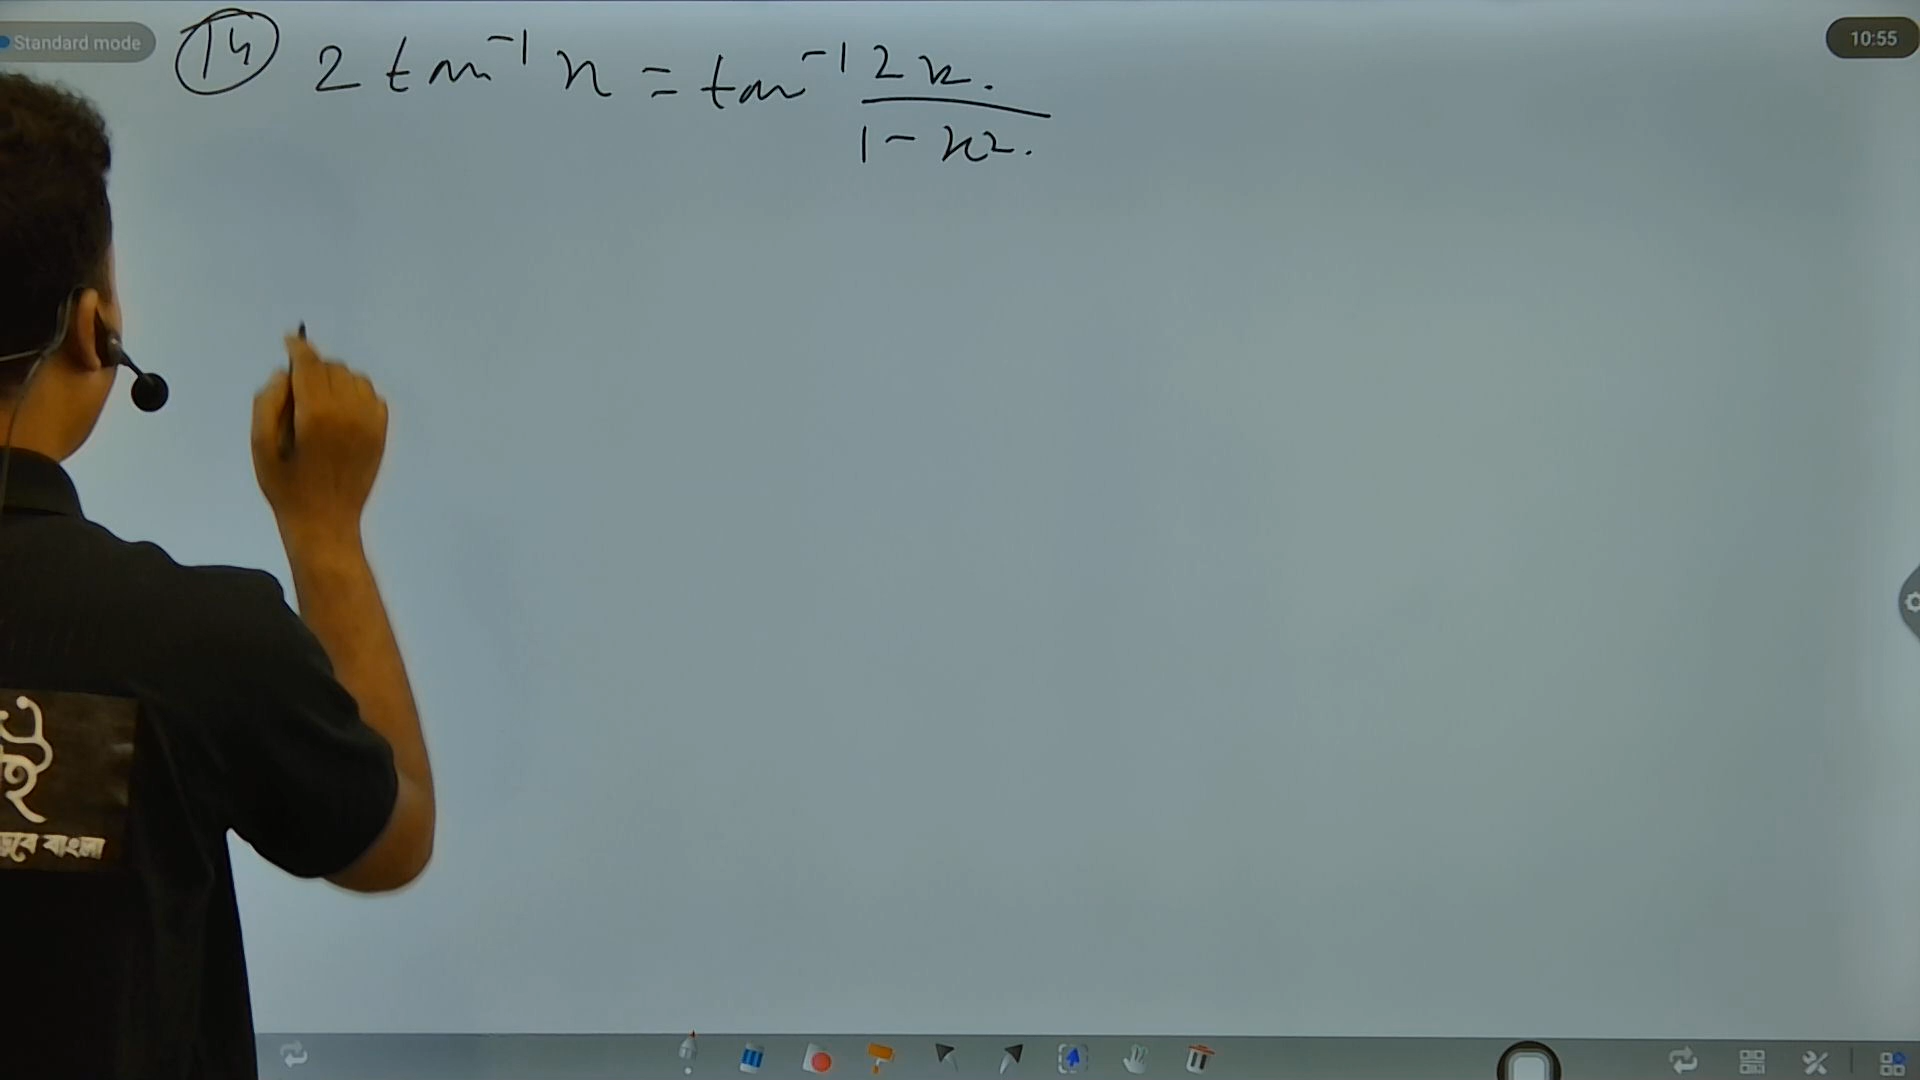 Standard mode
10:55
14 2 tan⁻¹ x = tan⁻¹ 2x.
1 - x2.
বাংলা